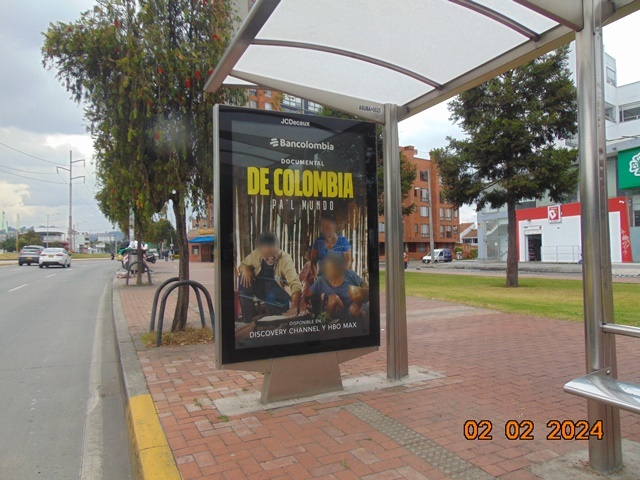 JCDecaux
Bancolombia
DOCUMENTAL
DE COLOMBIA
PA'L MUNDO
DISPONIBLE EN
DISCOVERY CHANNEL Y HBO MAX
02 02 2024